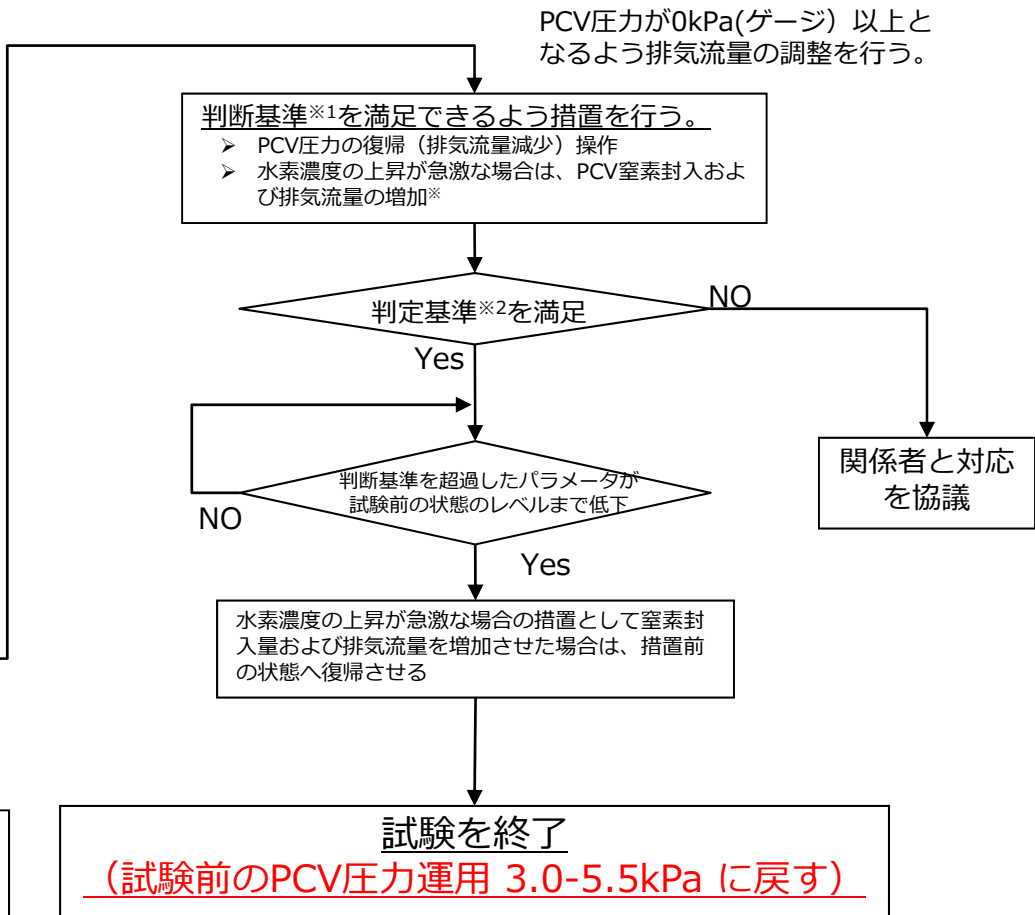 PCV圧力が0kPa(ゲージ）以上と
なるよう排気流量の調整を行う。
判断基準※1を満足できるよう措置を行う。
➢ PCV圧力の復帰（排気流量減少）操作
➢ 水素濃度の上昇が急激な場合は、PCV窒素封入およ
び排気流量の増加※
判定基準※2を満足
NO
Yes
関係者と対応
を協議
判断基準を超過したパラメータが
試験前の状態のレベルまで低下
NO
Yes
水素濃度の上昇が急激な場合の措置として窒素封
入量および排気流量を増加させた場合は、措置前
の状態へ復帰させる
試験を終了
（試験前のPCV圧力運用 3.0-5.5kPa に戻す）